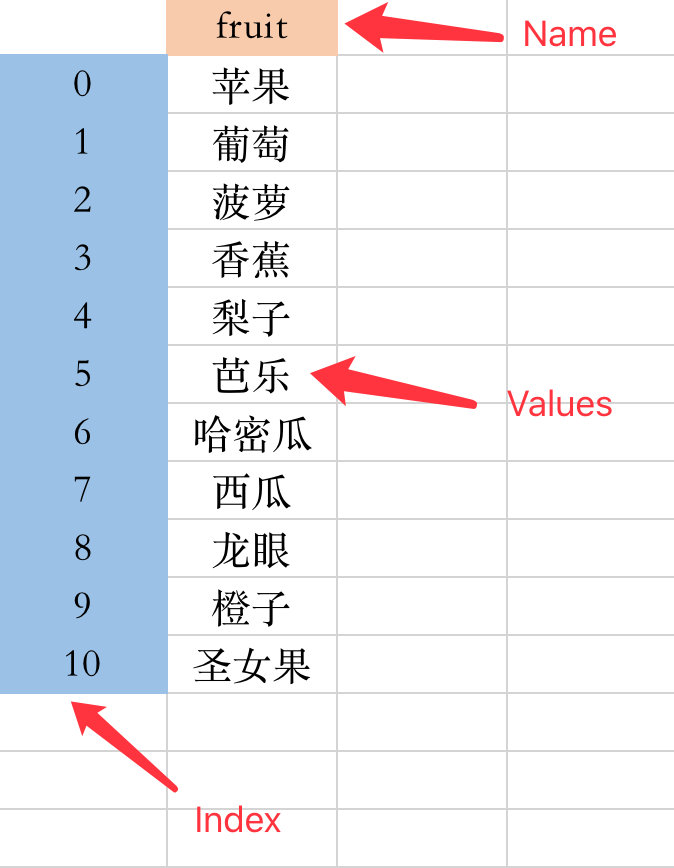 fruit
Name
0 苹果
1 葡萄
2 菠萝
3 香蕉
4 梨子
5 芭乐
Values
6 哈密瓜
7 西瓜
8 龙眼
9 橙子
10 圣女果
Index